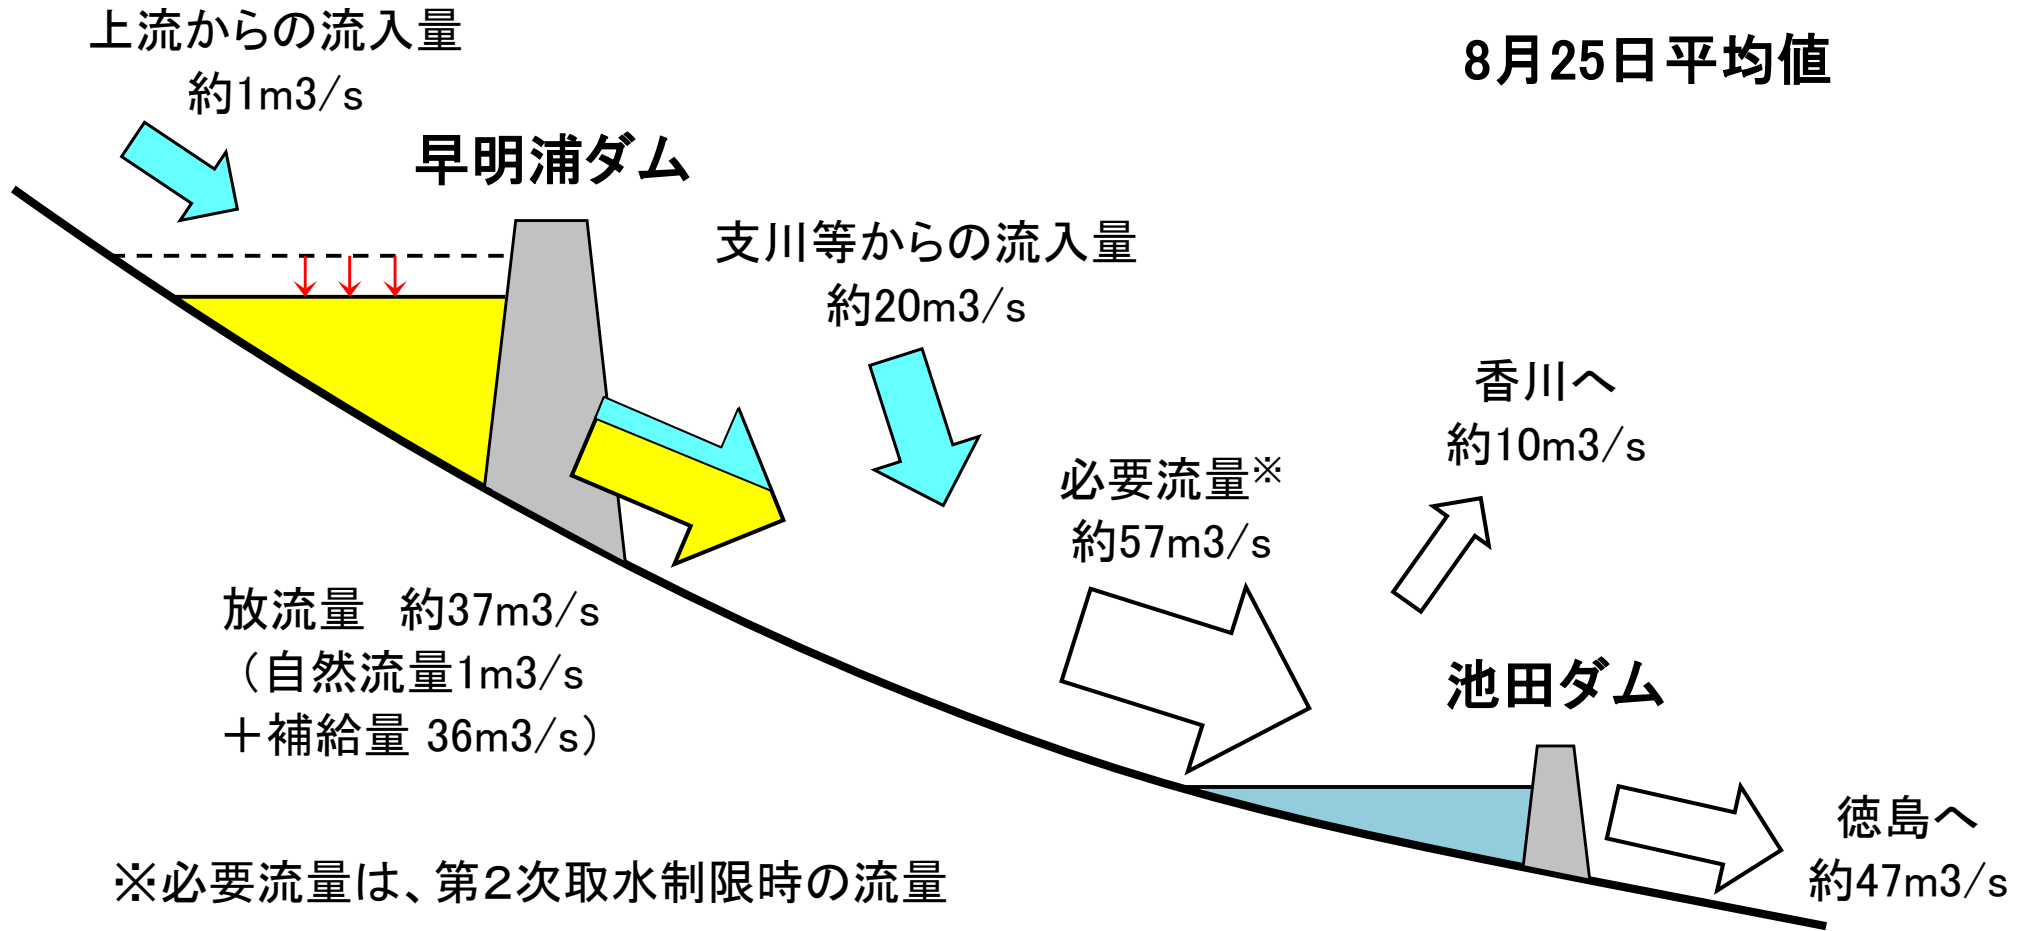 上流からの流入量
約1m3/s
8月25日平均値
早明浦ダム
支川等からの流入量
約20m3/s
香川へ
約10m3/s
必要流量※
約57m3/s
放流量　約37m3/s
（自然流量1m3/s
＋補給量 36m3/s）
池田ダム
徳島へ
約47m3/s
※必要流量は、第２次取水制限時の流量